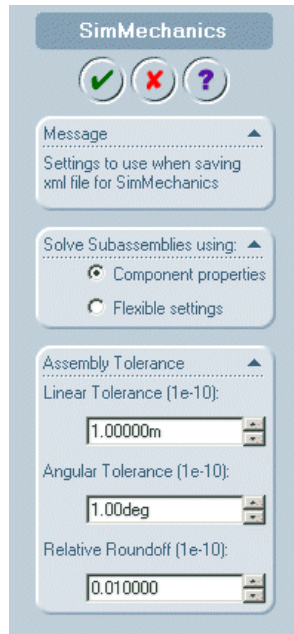 SimMechanics
?
Message
Settings to use when saving
xml file for SimMechanics
Solve Subassemblies using:
Component properties
Flexible settings
Assembly Tolerance
Linear Tolerance (1e-10):
1.00000m
Angular Tolerance (1e-10):
1.00deg
Relative Roundoff (1e-10):
0.010000